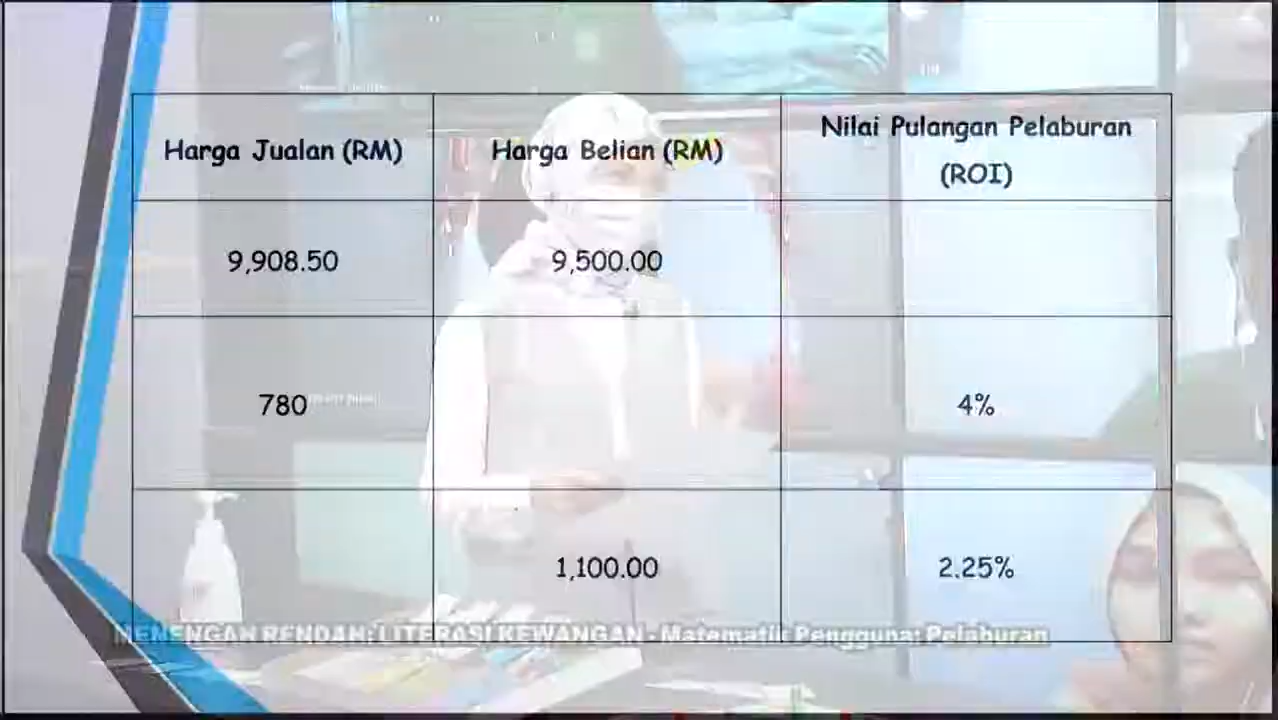 Harga Jualan (RM)
Harga Belian (RM)
Nilai Pulangan Pelaburan
(ROI)
9,908.50
9,500.00
780
4%
1,100.00
2.25%
MENENGAH RENDAH: LITERASI KEWANGAN - Matematik Pengguna: Pelaburan